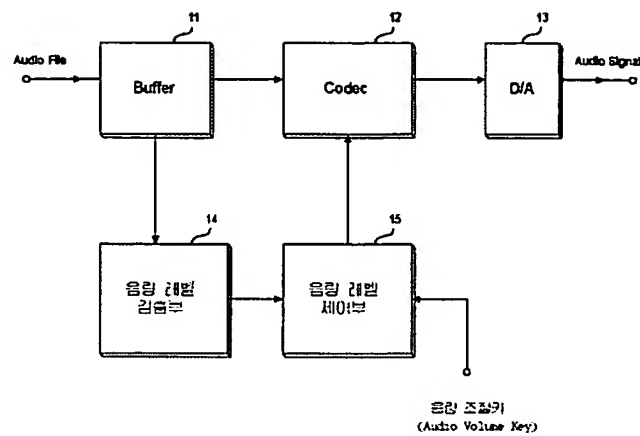 11
12
13
Audio File
Buffer
Codec
D/A
Audio Signal
14
15
음량 레벨
검출부
음량 레벨
제어부
음량 조절키
(Audio Volume Key)